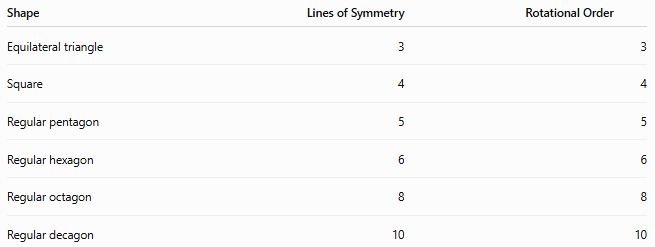 Shape Lines of Symmetry Rotational Order
Equilateral triangle 3 3
Square 4 4
Regular pentagon 5 5
Regular hexagon 6 6
Regular octagon 8 8
Regular decagon 10 10